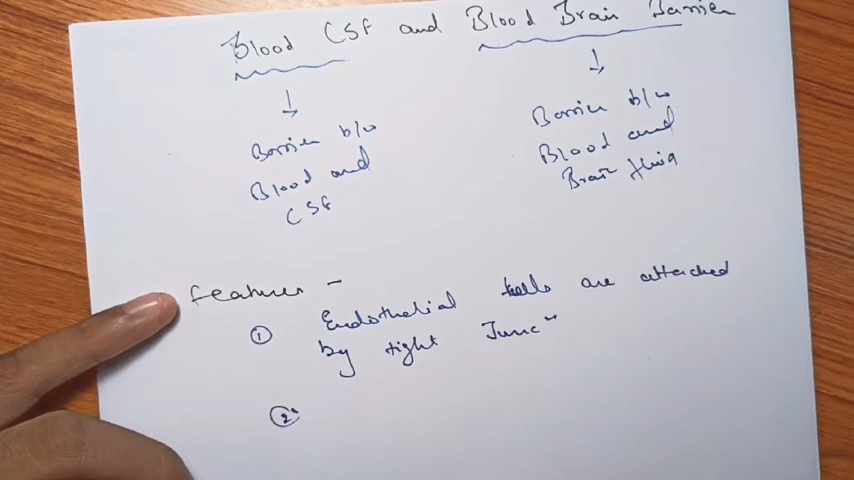 Blood CSF and Blood Brain Barrier
Barrier b/w
Blood and
CSF
Barrier b/w
Blood and
Brain fluid
Features -
① Endothelial cells are attached
by tight Juncⁿ
②